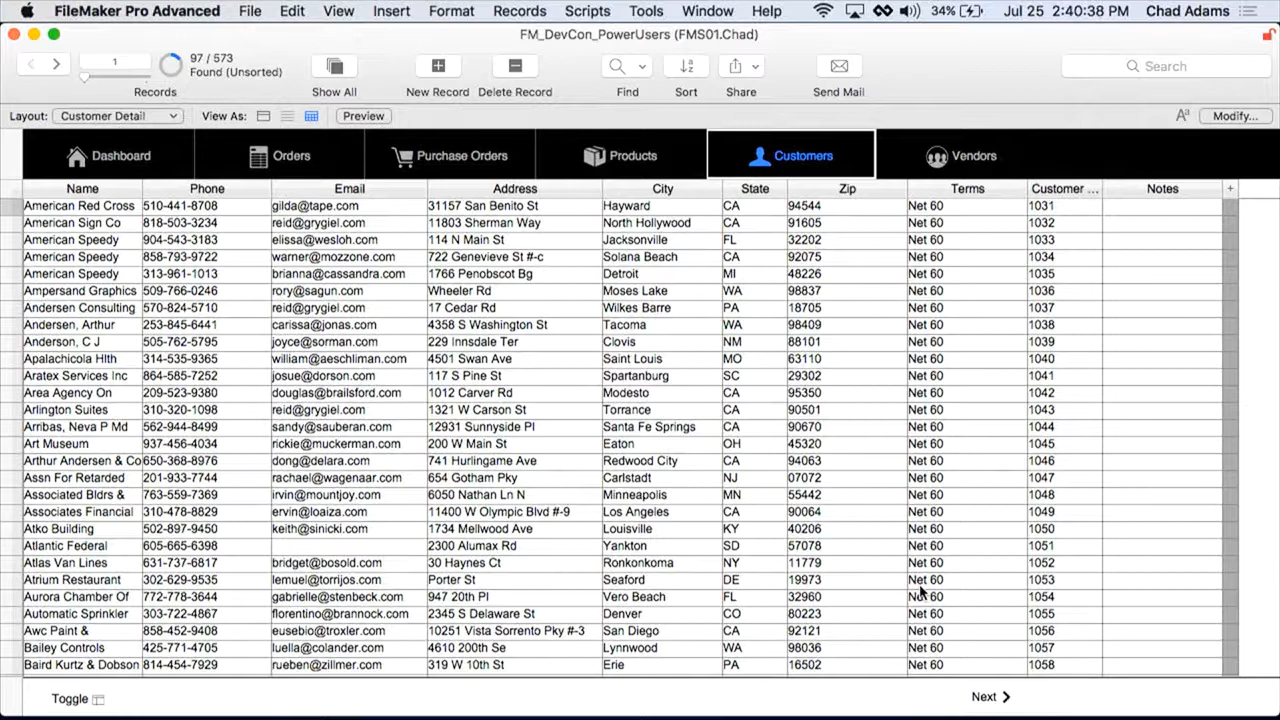 FileMaker Pro Advanced File Edit View Insert Format Records Scripts Tools Window Help 34% Jul 25 2:40:38 PM Chad Adams
FM_DevCon_PowerUsers (FMS01.Chad)
1 97 / 573 Found (Unsorted) Search
Records Show All New Record Delete Record Find Sort Share Send Mail
Layout: Customer Detail View As: Preview Aa Modify...
Dashboard Orders Purchase Orders Products Customers Vendors
Name Phone Email Address City State Zip Terms Customer ... Notes +
American Red Cross 510-441-8708 gilda@tape.com 31157 San Benito St Hayward CA 94544 Net 60 1031
American Sign Co 818-503-3234 reid@grygiel.com 11803 Sherman Way North Hollywood CA 91605 Net 60 1032
American Speedy 904-543-3183 elissa@wesloh.com 114 N Main St Jacksonville FL 32202 Net 60 1033
American Speedy 858-793-9722 warner@mozzone.com 722 Genevieve St #-c Solana Beach CA 92075 Net 60 1034
American Speedy 313-961-1013 brianna@cassandra.com 1766 Penobscot Bg Detroit MI 48226 Net 60 1035
Ampersand Graphics 509-766-0246 rory@sagun.com Wheeler Rd Moses Lake WA 98837 Net 60 1036
Andersen Consulting 570-824-5710 reid@grygiel.com 17 Cedar Rd Wilkes Barre PA 18705 Net 60 1037
Andersen, Arthur 253-845-6441 carissa@jonas.com 4358 S Washington St Tacoma WA 98409 Net 60 1038
Anderson, C J 505-762-5795 joyce@sorman.com 229 Innsdale Ter Clovis NM 88101 Net 60 1039
Apalachicola Hlth 314-535-9365 william@aeschliman.com 4501 Swan Ave Saint Louis MO 63110 Net 60 1040
Aratex Services Inc 864-585-7252 josue@dorson.com 117 S Pine St Spartanburg SC 29302 Net 60 1041
Area Agency On 209-523-9380 douglas@brailsford.com 1012 Carver Rd Modesto CA 95350 Net 60 1042
Arlington Suites 310-320-1098 reid@grygiel.com 1321 W Carson St Torrance CA 90501 Net 60 1043
Arribas, Neva P Md 562-944-8499 sandy@sauberan.com 12931 Sunnyside Pl Santa Fe Springs CA 90670 Net 60 1044
Art Museum 937-456-4034 rickie@muckerman.com 200 W Main St Eaton OH 45320 Net 60 1045
Arthur Andersen & Co 650-368-8976 dong@delara.com 741 Hurlingame Ave Redwood City CA 94063 Net 60 1046
Assn For Retarded 201-933-7744 rachael@wagenaar.com 654 Gotham Pky Carlstadt NJ 07072 Net 60 1047
Associated Bldrs & 763-559-7369 irvin@mountjoy.com 6050 Nathan Ln N Minneapolis MN 55442 Net 60 1048
Associates Financial 310-478-8829 ervin@loaiza.com 11400 W Olympic Blvd #-9 Los Angeles CA 90064 Net 60 1049
Atko Building 502-897-9450 keith@sinicki.com 1734 Mellwood Ave Louisville KY 40206 Net 60 1050
Atlantic Federal 605-665-6398 2300 Alumax Rd Yankton SD 57078 Net 60 1051
Atlas Van Lines 631-737-6817 bridget@bosold.com 30 Haynes Ct Ronkonkoma NY 11779 Net 60 1052
Atrium Restaurant 302-629-9535 lemuel@torrijos.com Porter St Seaford DE 19973 Net 60 1053
Aurora Chamber Of 772-778-3644 gabrielle@stenbeck.com 947 20th Pl Vero Beach FL 32960 Net 60 1054
Automatic Sprinkler 303-722-4867 florentino@brannock.com 2345 S Delaware St Denver CO 80223 Net 60 1055
Awc Paint & 858-452-9408 eusebio@troxler.com 10251 Vista Sorrento Pky #-3 San Diego CA 92121 Net 60 1056
Bailey Controls 425-771-4705 luella@colander.com 4610 200th Se Lynnwood WA 98036 Net 60 1057
Baird Kurtz & Dobson 814-454-7929 rueben@zillmer.com 319 W 10th St Erie PA 16502 Net 60 1058
Toggle Next